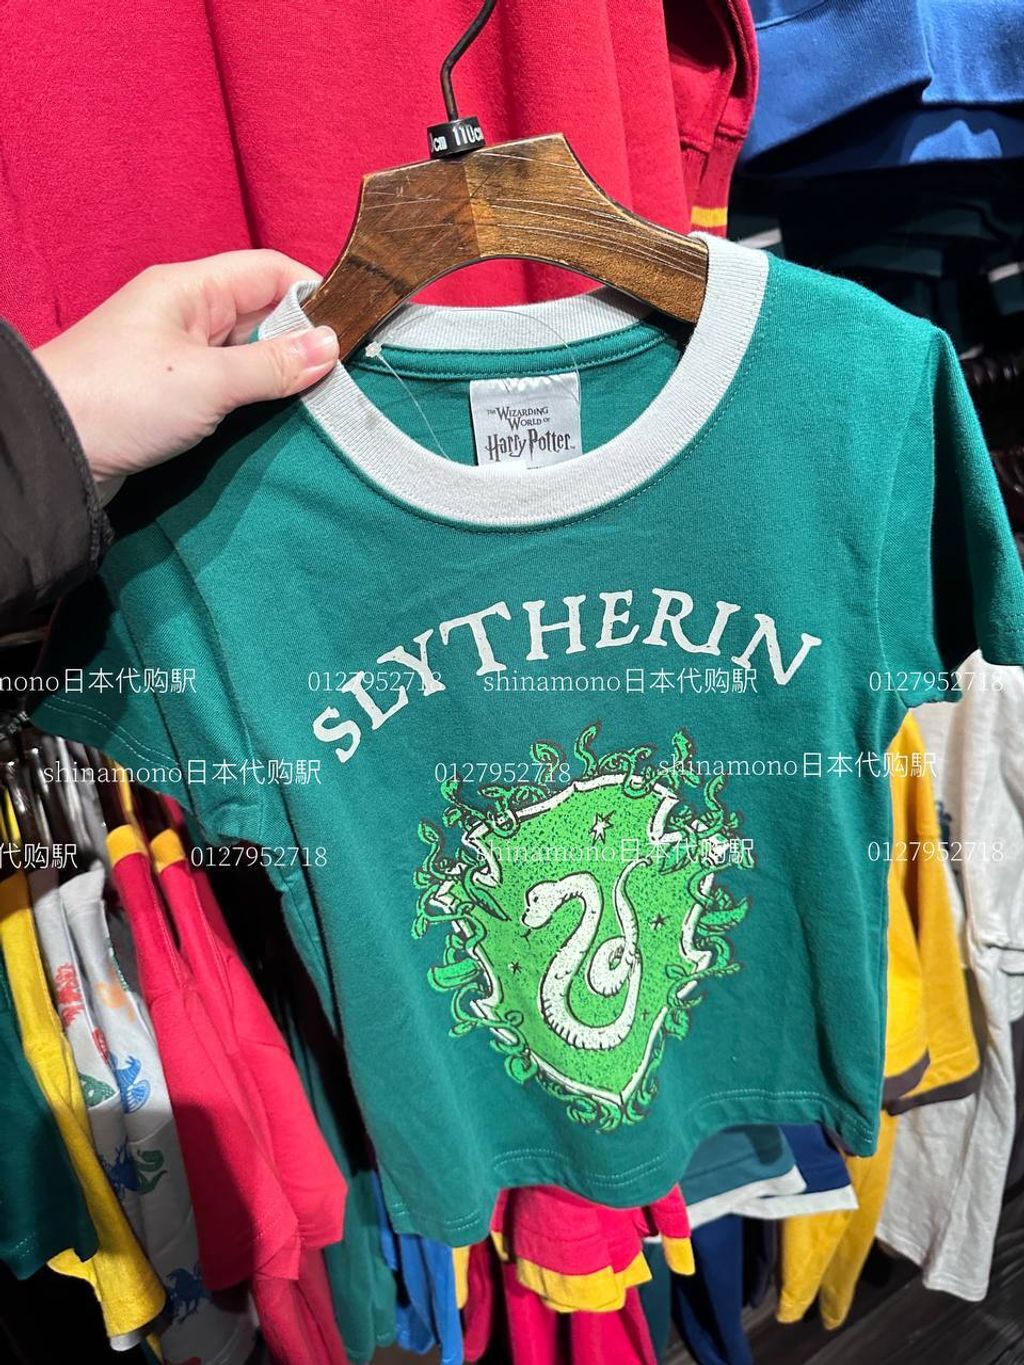 cm 110cm
THE WIZARDING
WORLD OF
Harry Potter
SLYTHERIN
mono日本代购駅 0127952718 shinamono日本代购駅 0127952718
shinamono日本代购駅 0127952718 shinamono日本代购駅
代购駅 0127952718 shinamono日本代购駅 0127952718